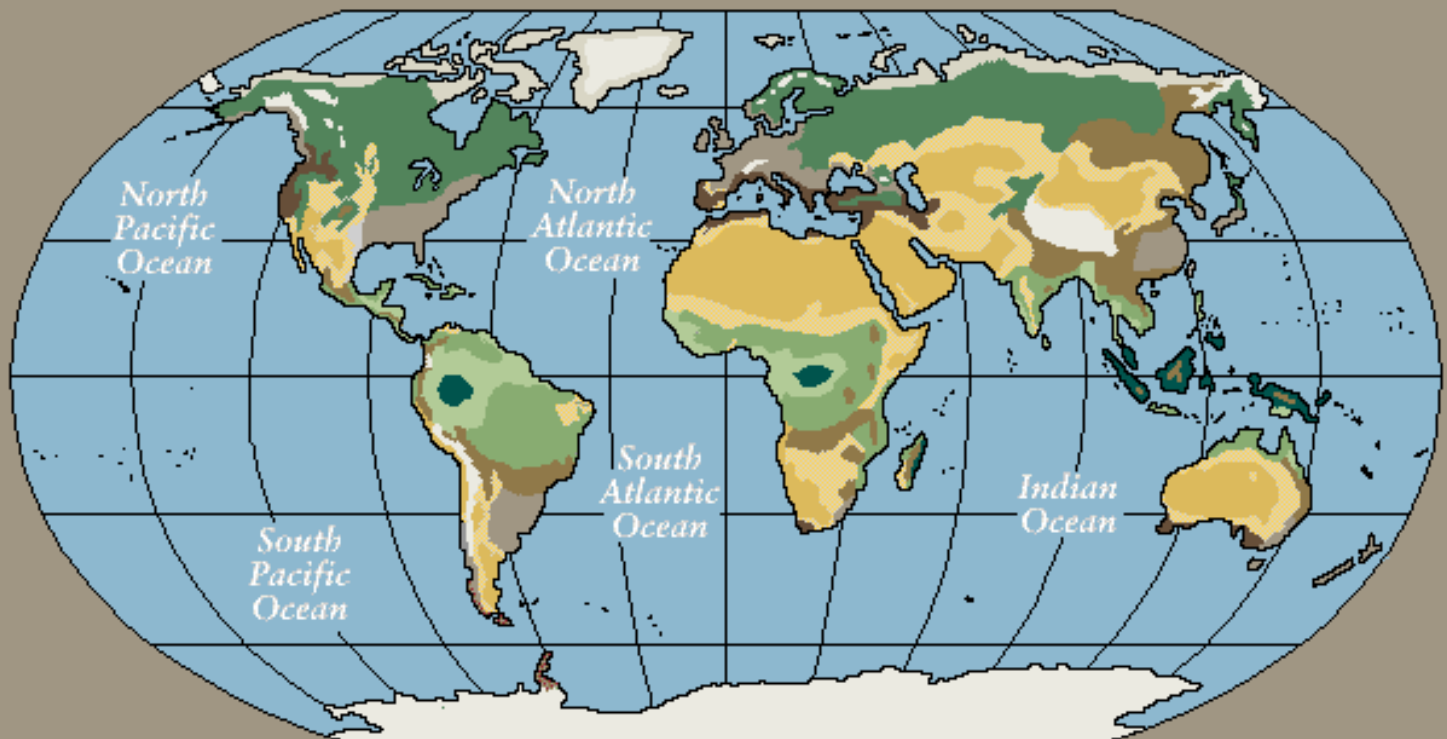 North
Pacific
Ocean
North
Atlantic
Ocean
South
Atlantic
Ocean
Indian
Ocean
South
Pacific
Ocean